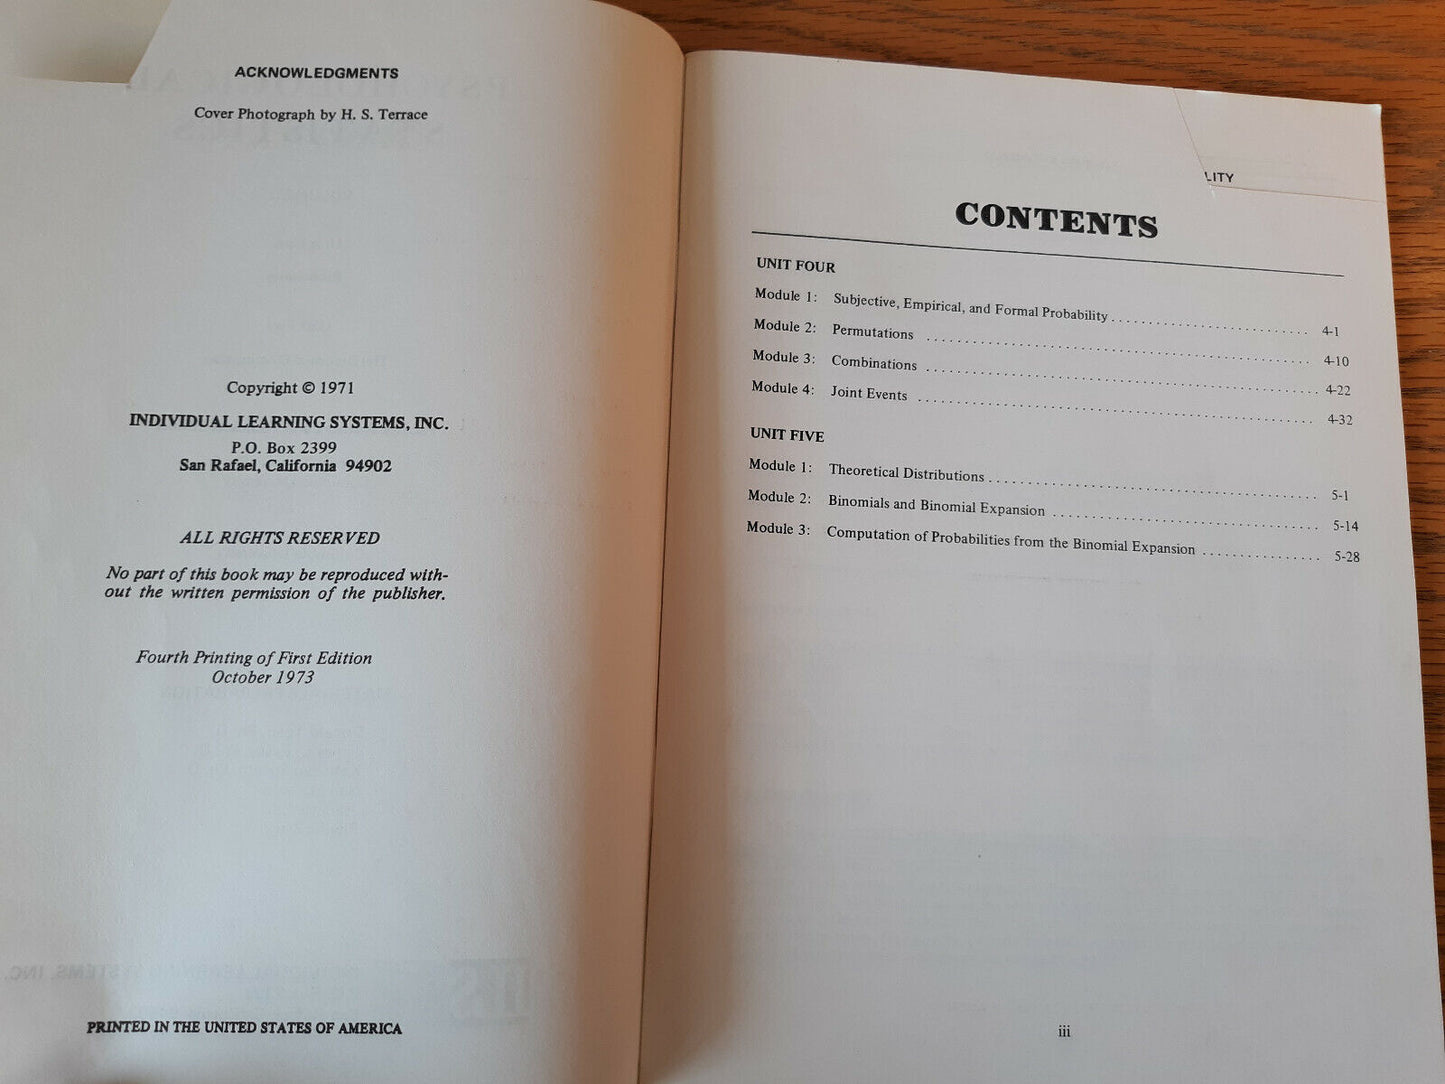 ACKNOWLEDGMENTS
Cover Photograph by H. S. Terrace
Copyright © 1971
INDIVIDUAL LEARNING SYSTEMS, INC.
P.O. Box 2399
San Rafael, California 94902
ALL RIGHTS RESERVED
No part of this book may be reproduced with-
out the written permission of the publisher.
Fourth Printing of First Edition
October 1973
PRINTED IN THE UNITED STATES OF AMERICA
LITY
CONTENTS
UNIT FOUR
Module 1: Subjective, Empirical, and Formal Probability 4-1
Module 2: Permutations 4-10
Module 3: Combinations 4-22
Module 4: Joint Events 4-32
UNIT FIVE
Module 1: Theoretical Distributions 5-1
Module 2: Binomials and Binomial Expansion 5-14
Module 3: Computation of Probabilities from the Binomial Expansion 5-28
iii